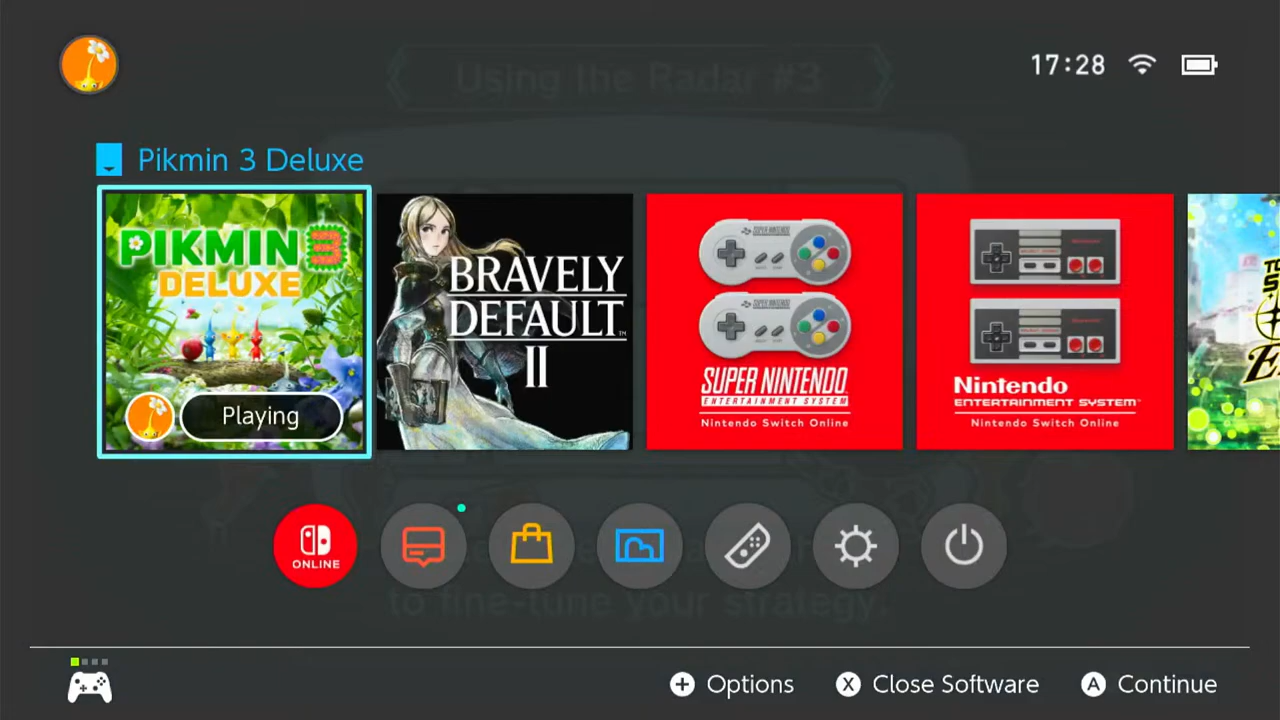 Using the Radar #3
17:28
Pikmin 3 Deluxe
PIKMIN 3
DELUXE
Playing
BRAVELY
DEFAULT
II
SUPER NINTENDO
ENTERTAINMENT SYSTEM
Nintendo Switch Online
Nintendo
ENTERTAINMENT SYSTEM
Nintendo Switch Online
ONLINE
to fine-tune your strategy.
Options
X
Close Software
A
Continue